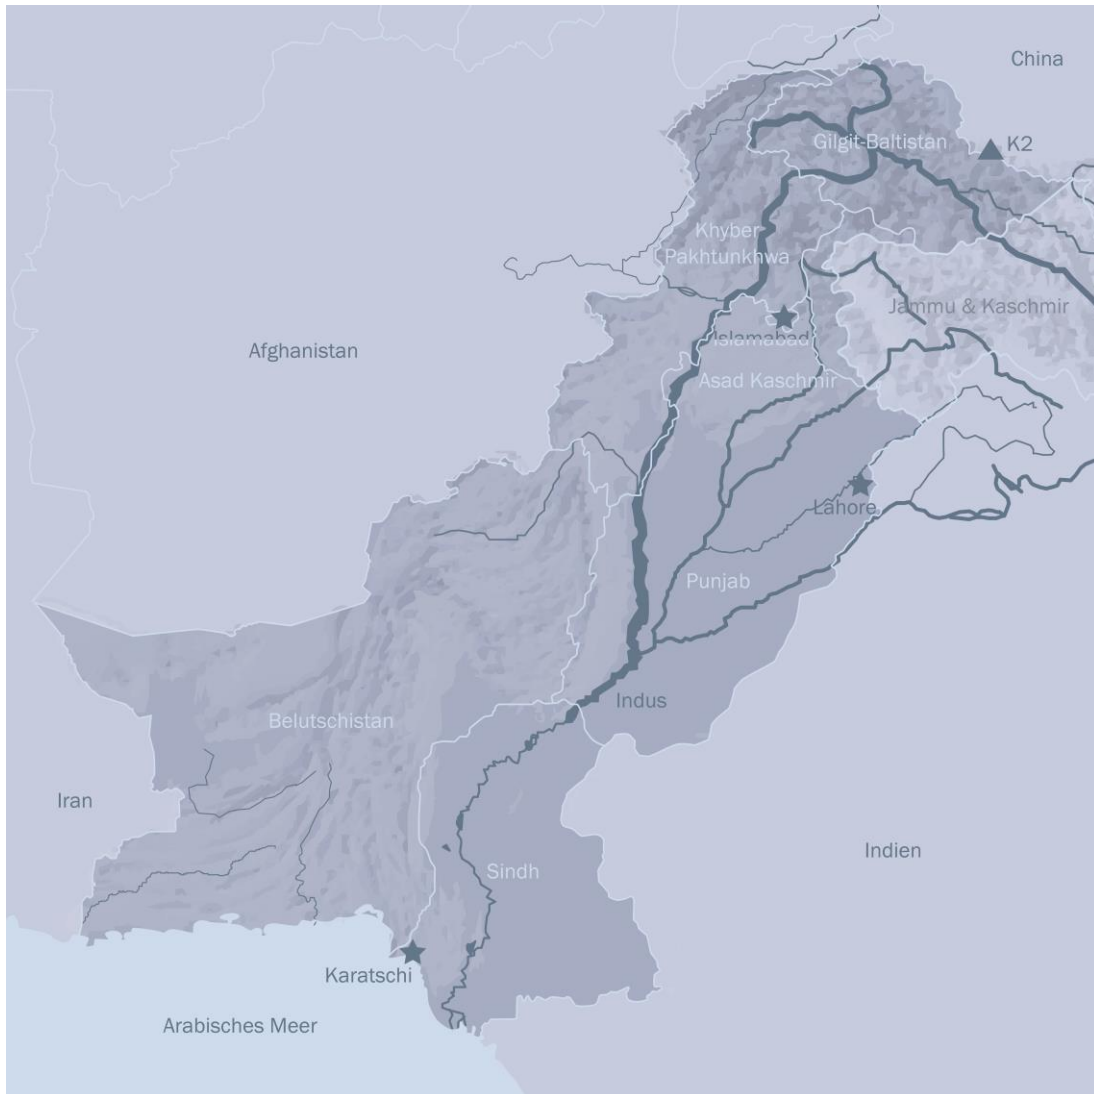 China
K2
Gilgit-Baltistan
Khyber
Pakhtunkhwa
Jammu & Kaschmir
Islamabad
Afghanistan
Asad Kaschmir
Lahore
Punjab
Indus
Belutschistan
Iran
Indien
Sindh
Karatschi
Arabisches Meer